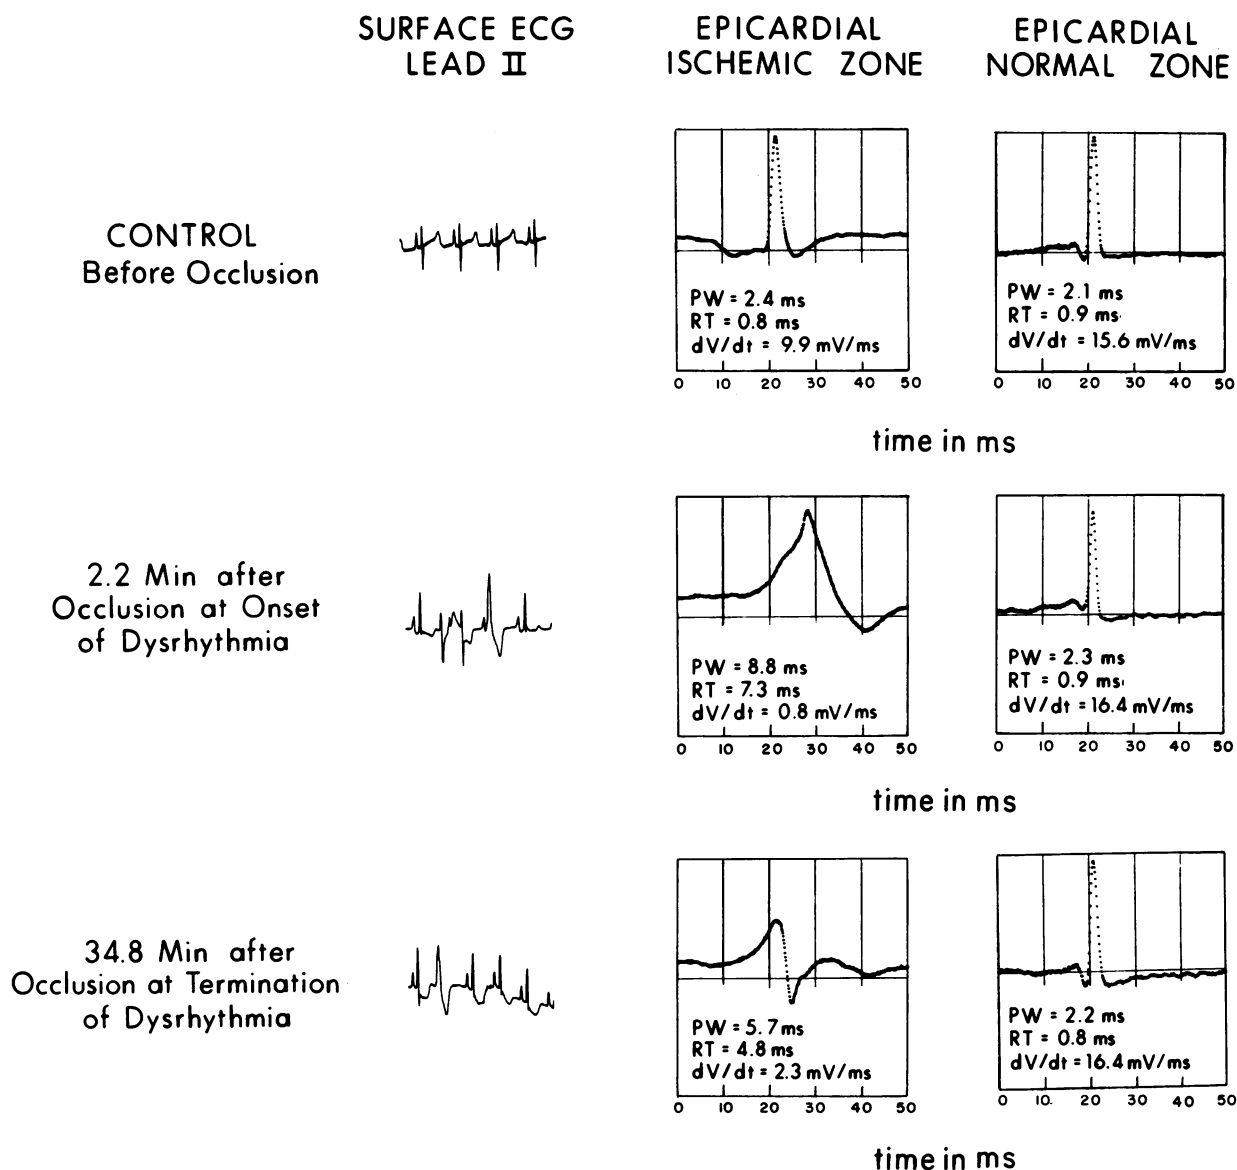 SURFACE ECG
LEAD II
EPICARDIAL
ISCHEMIC ZONE
EPICARDIAL
NORMAL ZONE
CONTROL
Before Occlusion
PW = 2.4 ms
RT = 0.8 ms
dV/dt = 9.9 mV/ms
0 10 20 30 40 50
PW = 2.1 ms
RT = 0.9 ms
dV/dt = 15.6 mV/ms
0 10 20 30 40 50
time in ms
2.2 Min after
Occlusion at Onset
of Dysrhythmia
PW = 8.8 ms
RT = 7.3 ms
dV/dt = 0.8 mV/ms
0 10 20 30 40 50
PW = 2.3 ms
RT = 0.9 ms
dV/dt = 16.4 mV/ms
0 10 20 30 40 50
time in ms
34.8 Min after
Occlusion at Termination
of Dysrhythmia
PW = 5.7 ms
RT = 4.8 ms
dV/dt = 2.3 mV/ms
0 10 20 30 40 50
PW = 2.2 ms
RT = 0.8 ms
dV/dt = 16.4 mV/ms
0 10 20 30 40 50
time in ms